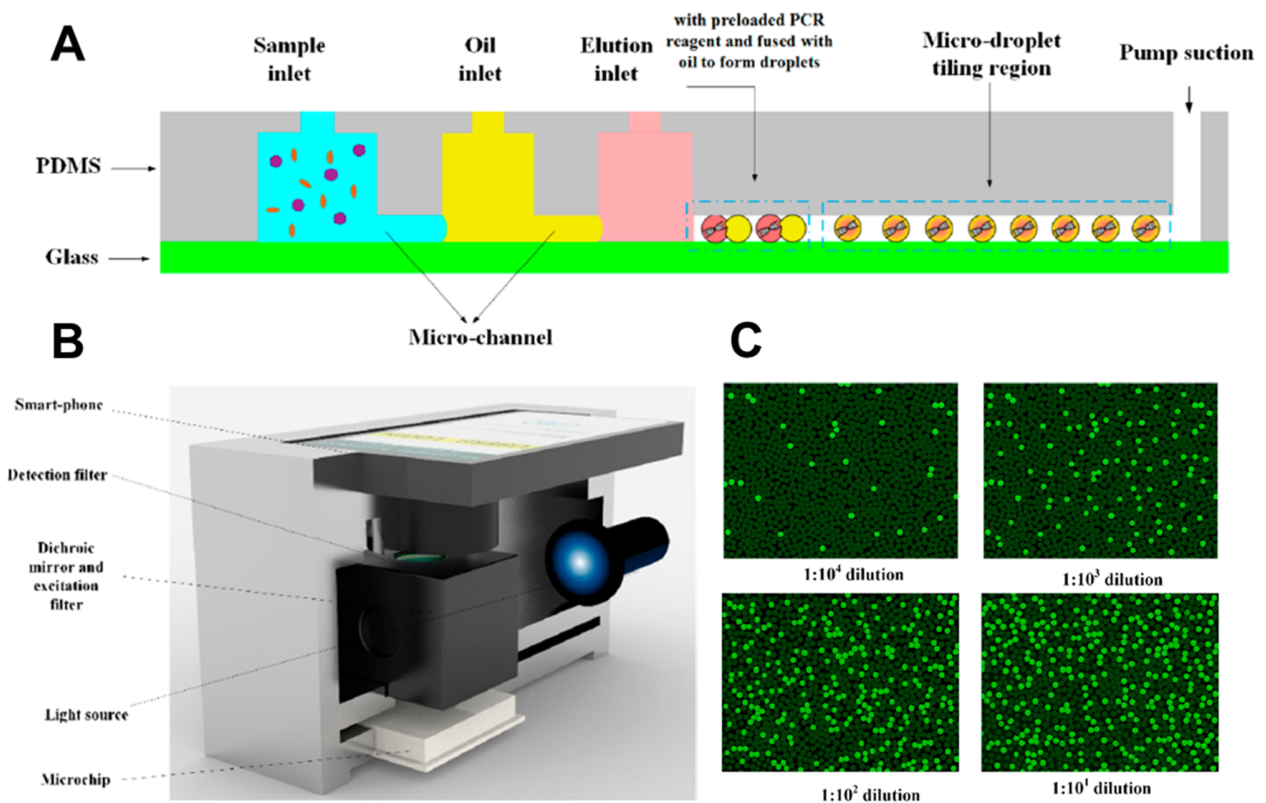 A
Sample
inlet
Oil
inlet
Elution
inlet
with preloaded PCR
reagent and fused with
oil to form droplets
Micro-droplet
tiling region
Pump suction
PDMS
Glass
Micro-channel
B
Smart-phone
Detection filter
Dichroic
mirror and
excitation
filter
Light source
Microchip
C
1:10⁴ dilution
1:10³ dilution
1:10² dilution
1:10¹ dilution